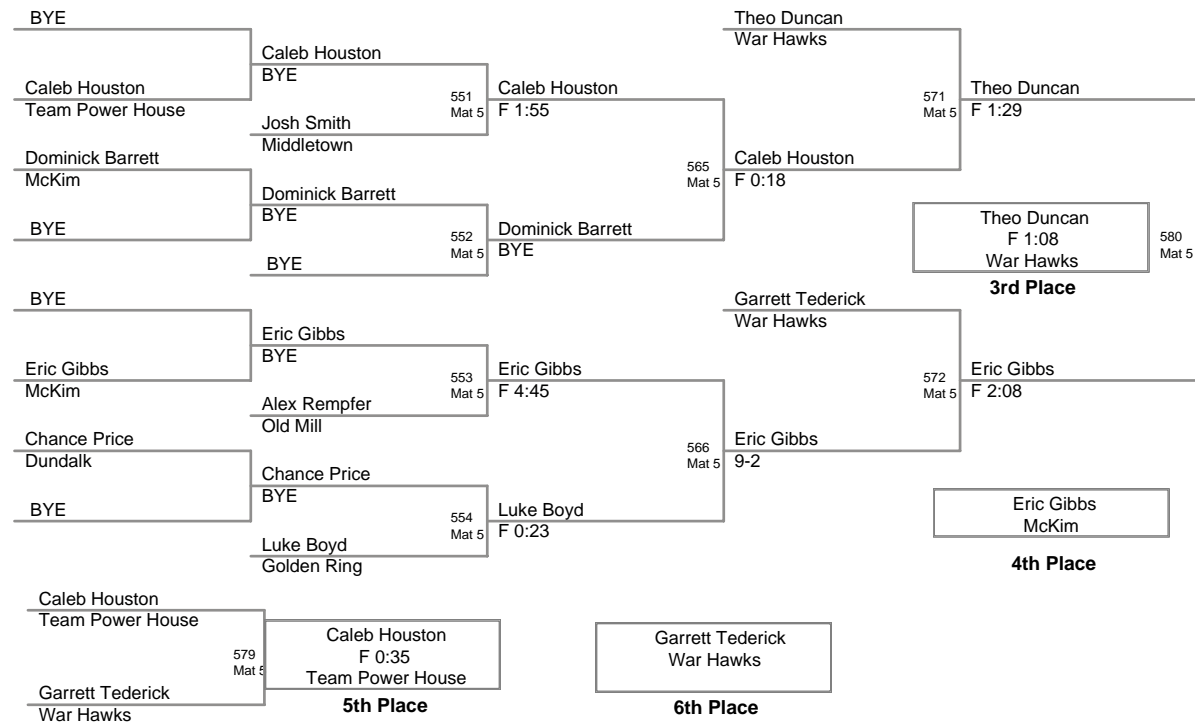 BYE
Caleb Houston
Team Power House
Dominick Barrett
McKim
BYE
BYE
Eric Gibbs
McKim
Chance Price
Dundalk
BYE
Caleb Houston
BYE
Josh Smith
Middletown
Dominick Barrett
BYE
BYE
Eric Gibbs
BYE
Alex Rempfer
Old Mill
Chance Price
BYE
Luke Boyd
Golden Ring
551
Mat 5
552
Mat 5
553
Mat 5
554
Mat 5
Caleb Houston
F 1:55
Dominick Barrett
BYE
Eric Gibbs
F 4:45
Luke Boyd
F 0:23
565
Mat 5
566
Mat 5
Theo Duncan
War Hawks
Caleb Houston
F 0:18
Garrett Tederick
War Hawks
Eric Gibbs
9-2
571
Mat 5
572
Mat 5
Theo Duncan
F 1:29
Eric Gibbs
F 2:08
Theo Duncan
F 1:08
War Hawks
580
Mat 5
3rd Place
Eric Gibbs
McKim
4th Place
Caleb Houston
Team Power House
579
Mat 5
Garrett Tederick
War Hawks
Caleb Houston
F 0:35
Team Power House
5th Place
Garrett Tederick
War Hawks
6th Place